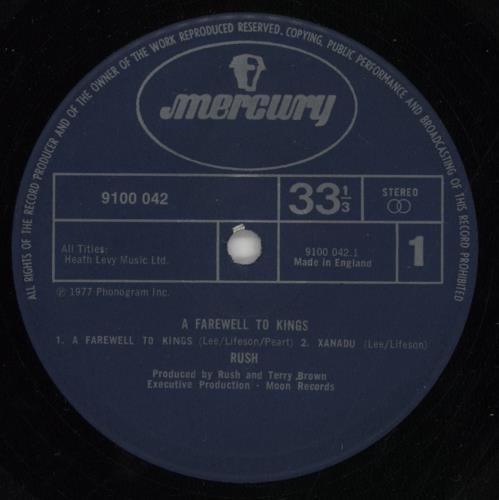 ALL RIGHTS OF THE RECORD PRODUCER AND OF THE OWNER OF THE WORK REPRODUCED RESERVED. COPYING, PUBLIC PERFORMANCE AND BROADCASTING OF THIS RECORD PROHIBITED
mercury
9100 042
33 1/3
STEREO
All Titles:
Heath Levy Music Ltd.
9100 042.1
Made in England
1
℗ 1977 Phonogram Inc.
A FAREWELL TO KINGS
1. A FAREWELL TO KINGS (Lee/Lifeson/Peart) 2. XANADU (Lee/Lifeson)
RUSH
Produced by Rush and Terry Brown
Executive Production - Moon Records